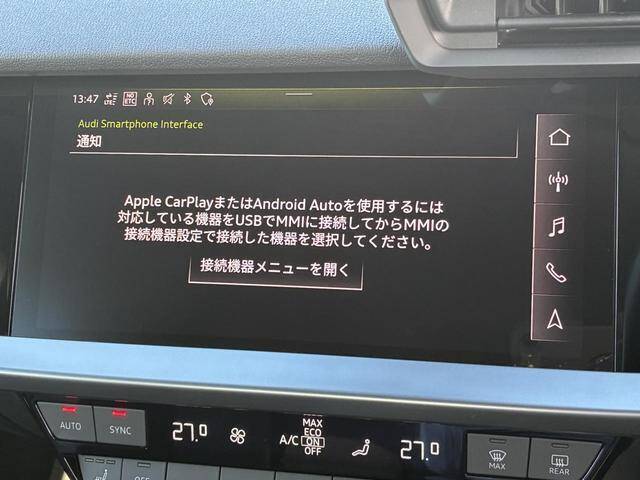 13:47 LTE NO ETC
Audi Smartphone Interface
通知
Apple CarPlayまたはAndroid Autoを使用するには
対応している機器をUSBでMMIに接続してからMMIの
接続機器設定で接続した機器を選択してください。
接続機器メニューを開く
AUTO
SYNC
27.0
A/C
MAX
ECO
ON
OFF
27.0
MAX
REAR